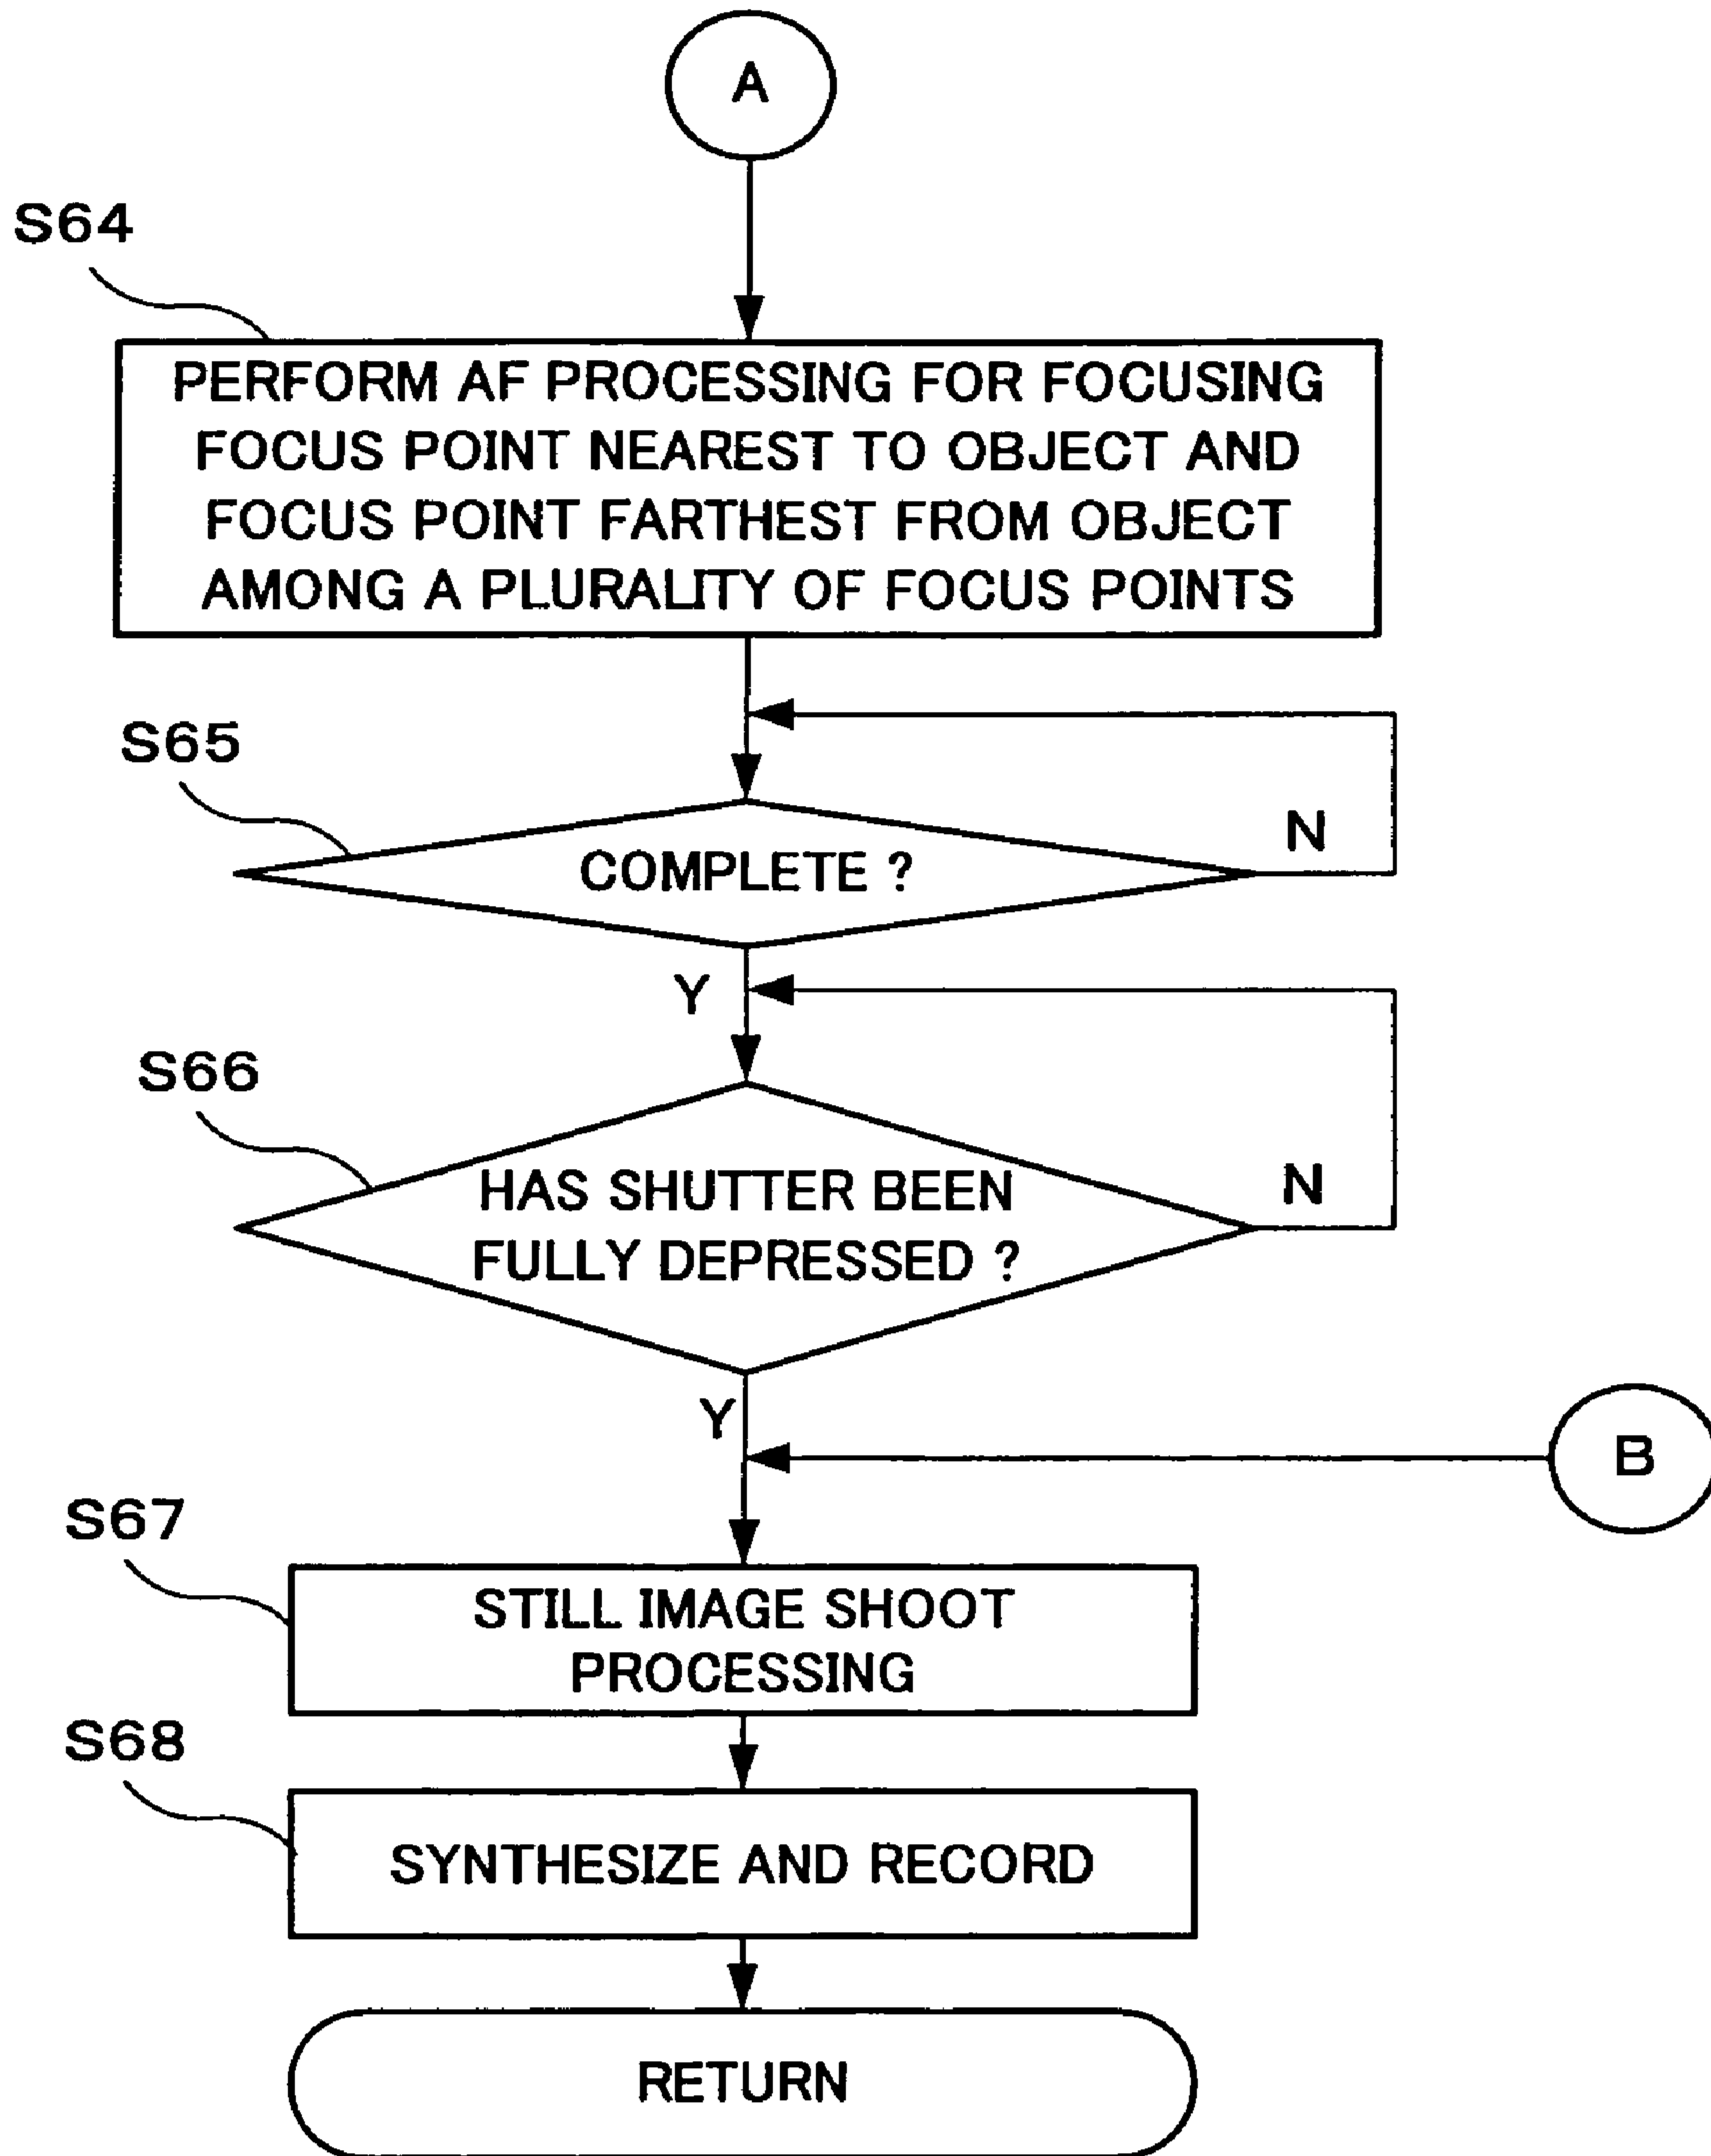 A
S64
PERFORM AF PROCESSING FOR FOCUSING
FOCUS POINT NEAREST TO OBJECT AND
FOCUS POINT FARTHEST FROM OBJECT
AMONG A PLURALITY OF FOCUS POINTS
S65
COMPLETE ?
N
Y
S66
HAS SHUTTER BEEN
FULLY DEPRESSED ?
N
Y
B
S67
STILL IMAGE SHOOT
PROCESSING
S68
SYNTHESIZE AND RECORD
RETURN